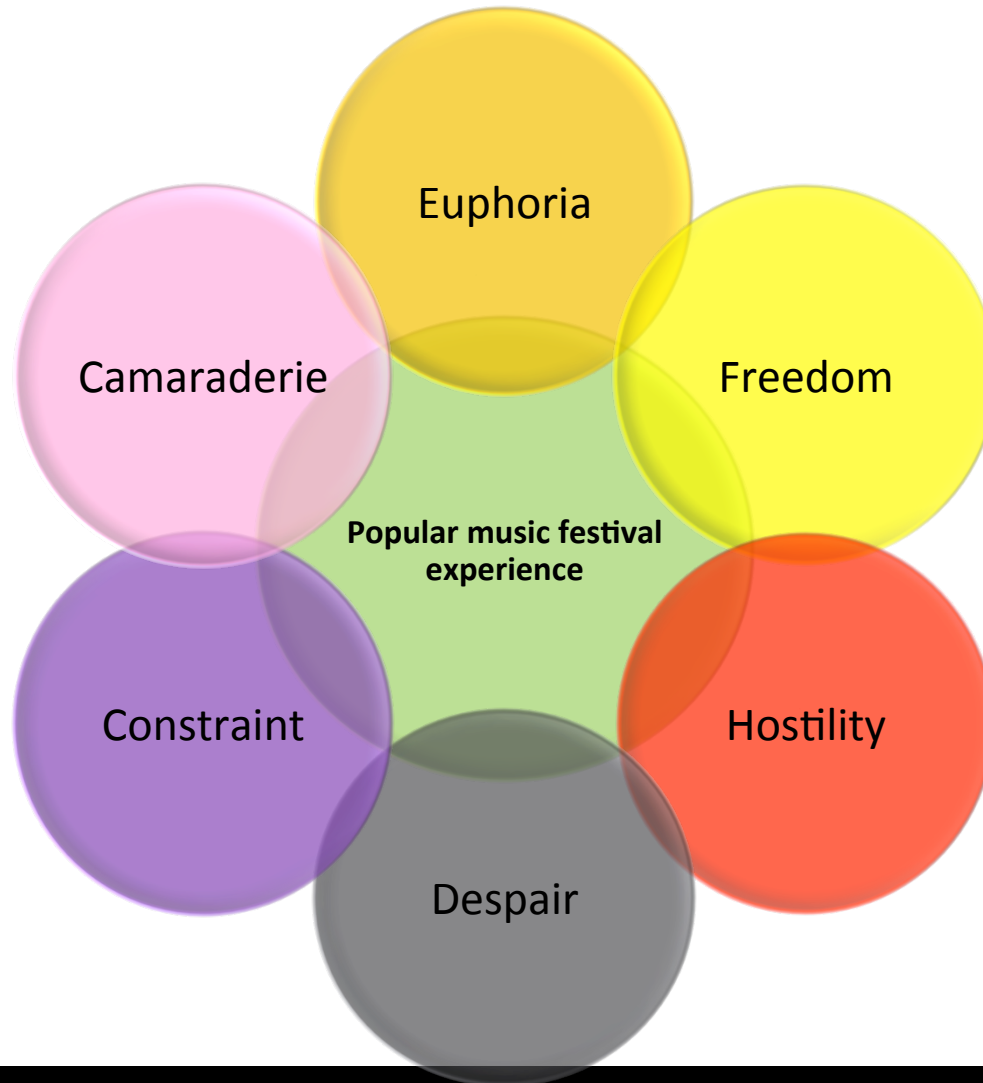 Euphoria
Camaraderie
Freedom
Popular music festival
experience
Constraint
Hostility
Despair